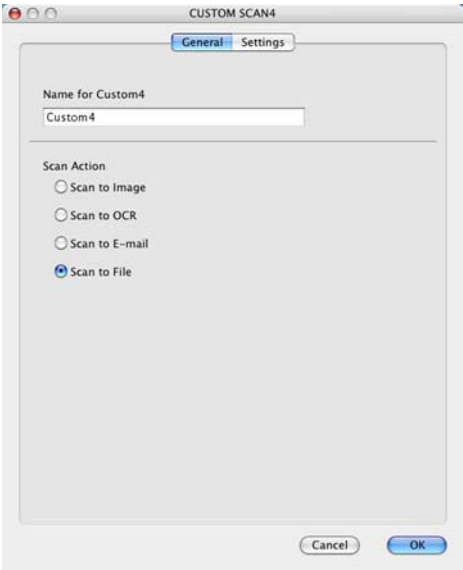 CUSTOM SCAN4
General Settings
Name for Custom4
Custom4
Scan Action
Scan to Image
Scan to OCR
Scan to E-mail
Scan to File
Cancel OK